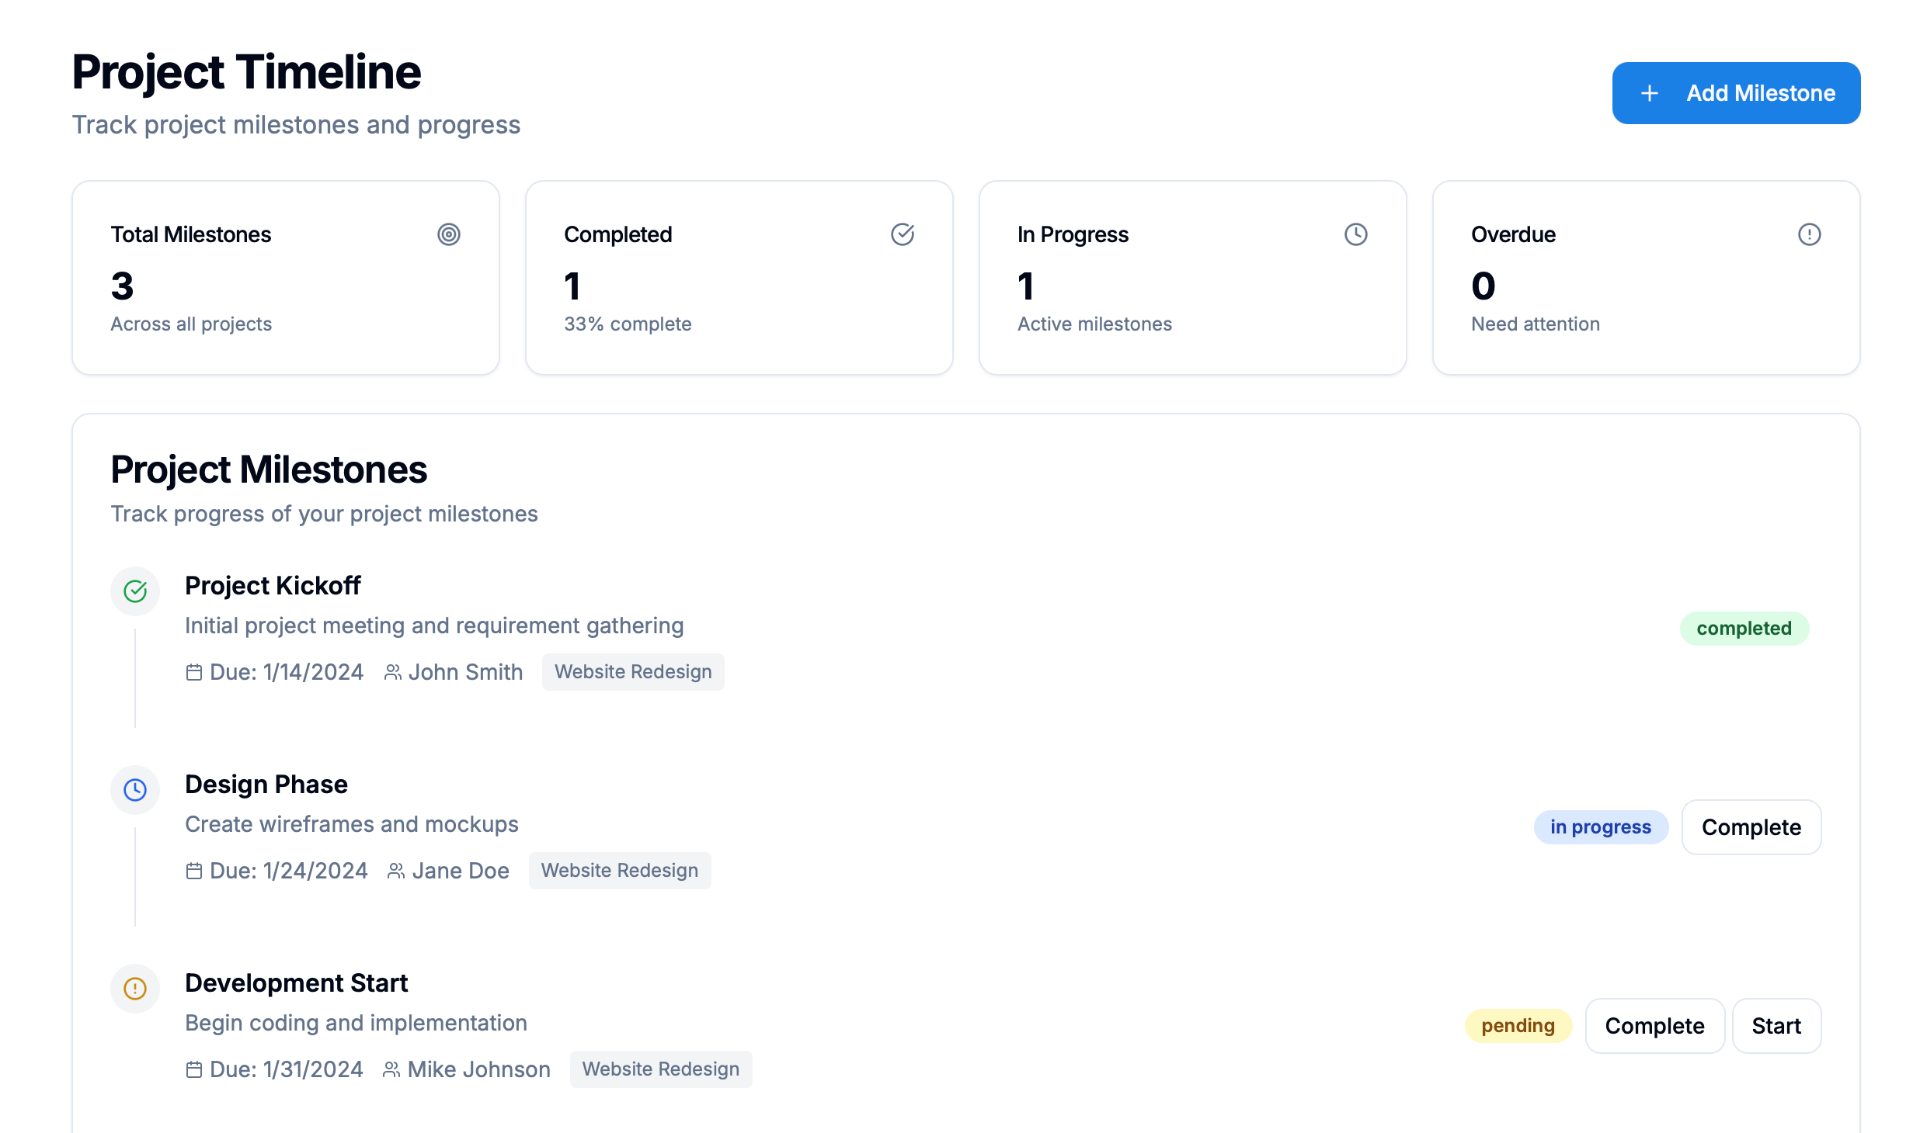 Project Timeline
Track project milestones and progress
Add Milestone
Total Milestones
3
Across all projects
Completed
1
33% complete
In Progress
1
Active milestones
Overdue
0
Need attention
Project Milestones
Track progress of your project milestones
Project Kickoff
Initial project meeting and requirement gathering
Due: 1/14/2024 John Smith Website Redesign
completed
Design Phase
Create wireframes and mockups
Due: 1/24/2024 Jane Doe Website Redesign
in progress Complete
Development Start
Begin coding and implementation
Due: 1/31/2024 Mike Johnson Website Redesign
pending Complete Start